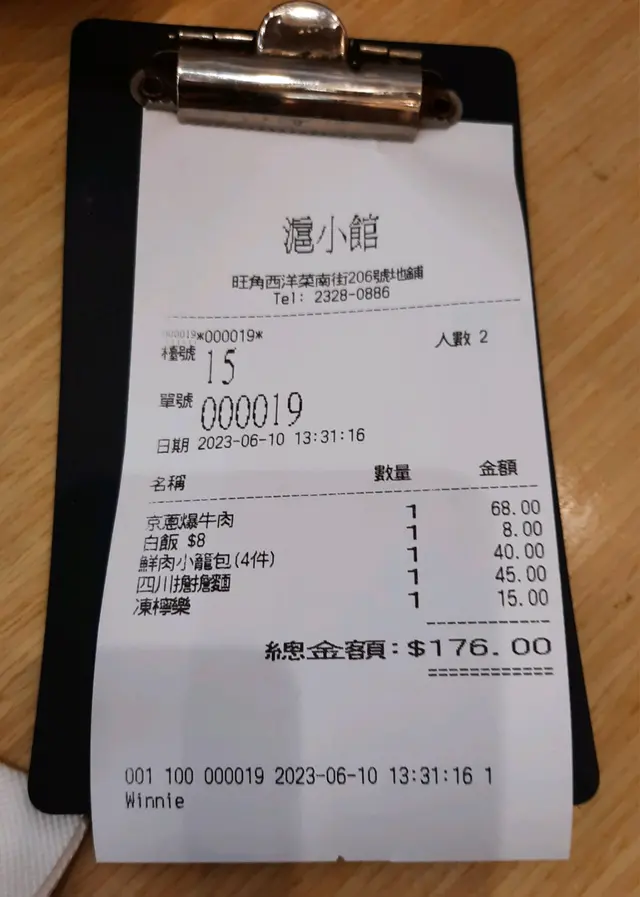 滬小館
旺角西洋菜南街206號地舖
Tel: 2328-0886
000019*000019*
檯號 15
人數 2
單號 000019
日期 2023-06-10 13:31:16
名稱 數量 金額
京蔥爆牛肉 1 68.00
白飯 $8 1 8.00
鮮肉小籠包(4件) 1 40.00
四川擔擔麵 1 45.00
凍檸樂 1 15.00
總金額:$176.00
001 100 000019 2023-06-10 13:31:16 1
Winnie